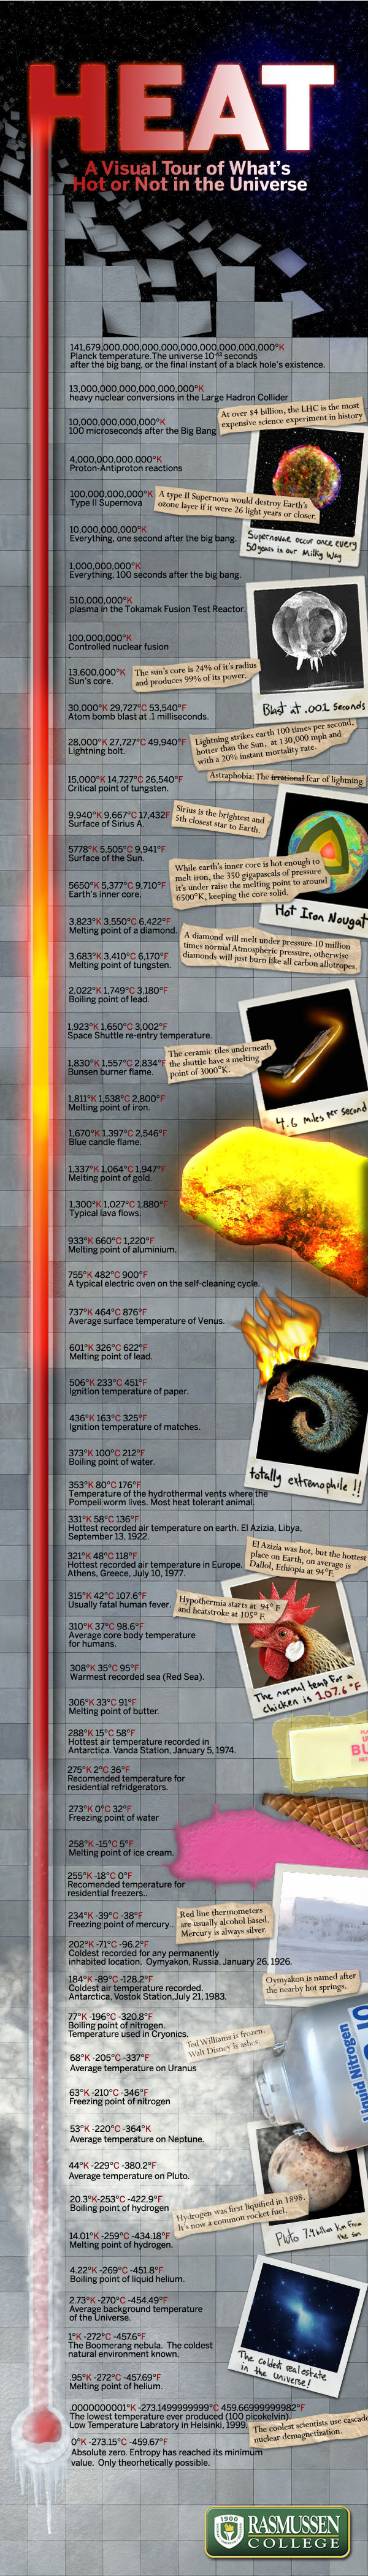 HEAT
A Visual Tour of What's
Hot or Not in the Universe
141,679,000,000,000,000,000,000,000,000,000°K
Planck temperature.The universe 10⁻⁴³ seconds
after the big bang, or the final instant of a black hole's existence.
13,000,000,000,000,000,000°K
heavy nuclear conversions in the Large Hadron Collider
At over $4 billion, the LHC is the most
expensive science experiment in history
10,000,000,000,000°K
100 microseconds after the Big Bang
4,000,000,000,000°K
Proton-Antiproton reactions
100,000,000,000°K
Type II Supernova
A type II Supernova would destroy Earth's
ozone layer if it were 26 light years or closer.
10,000,000,000°K
Everything, one second after the big bang.
Supernovae occur once every
50 years in our Milky Way
1,000,000,000°K
Everything, 100 seconds after the big bang.
510,000,000°K
plasma in the Tokamak Fusion Test Reactor.
100,000,000°K
Controlled nuclear fusion
13,600,000°K
Sun's core.
The sun's core is 24% of it's radius
and produces 99% of its power.
30,000°K 29,727°C 53,540°F
Atom bomb blast at .1 milliseconds.
Blast at .001 Seconds
28,000°K 27,727°C 49,940°F
Lightning bolt.
Lightning strikes earth 100 times per second,
hotter than the Sun, at 130,000 mph and
with a 20% instant mortality rate.
Astraphobia: The irrational fear of lightning
15,000°K 14,727°C 26,540°F
Critical point of tungsten.
9,940°K 9,667°C 17,432F
Surface of Sirius A.
Sirius is the brightest and
5th closest star to Earth.
5778°K 5,505°C 9,941°F
Surface of the Sun.
5650°K 5,377°C 9,710°F
Earth's inner core.
While earth's inner core is hot enough to
melt iron, the 350 gigapascals of pressure
it's under raise the melting point to around
6500°K, keeping the core solid.
Hot Iron Nougat
3,823°K 3,550°C 6,422°F
Melting point of a diamond.
A diamond will melt under pressure 10 million
times normal Atmospheric pressure, otherwise
diamonds will just burn like all carbon allotropes.
3,683°K 3,410°C 6,170°F
Melting point of tungsten.
2,022°K 1,749°C 3,180°F
Boiling point of lead.
1,923°K 1,650°C 3,002°F
Space Shuttle re-entry temperature.
1,830°K 1,557°C 2,834°F
Bunsen burner flame.
The ceramic tiles underneath
the shuttle have a melting
point of 3000°K.
4.6 miles per second
1,811°K 1,538°C 2,800°F
Melting point of iron.
1,670°K 1,397°C 2,546°F
Blue candle flame.
1,337°K 1,064°C 1,947°F
Melting point of gold.
1,300°K 1,027°C 1,880°F
Typical lava flows.
933°K 660°C 1,220°F
Melting point of aluminium.
755°K 482°C 900°F
A typical electric oven on the self-cleaning cycle.
737°K 464°C 876°F
Average surface temperature of Venus.
601°K 326°C 622°F
Melting point of lead.
506°K 233°C 451°F
Ignition temperature of paper.
436°K 163°C 325°F
Ignition temperature of matches.
373°K 100°C 212°F
Boiling point of water.
totally extremophile !!
353°K 80°C 176°F
Temperature of the hydrothermal vents where the
Pompeii worm lives. Most heat tolerant animal.
331°K 58°C 136°F
Hottest recorded air temperature on earth. El Azizia, Libya,
September 13, 1922.
El Azizia was hot, but the hottest
place on Earth, on average is
Dallol, Ethiopia at 94°F.
321°K 48°C 118°F
Hottest recorded air temperature in Europe.
Athens, Greece, July 10, 1977.
315°K 42°C 107.6°F
Usually fatal human fever.
Hypothermia starts at 94° F
and heatstroke at 105° F.
310°K 37°C 98.6°F
Average core body temperature
for humans.
308°K 35°C 95°F
Warmest recorded sea (Red Sea).
The normal temp for a
chicken is 107.6°F
306°K 33°C 91°F
Melting point of butter.
288°K 15°C 58°F
Hottest air temperature recorded in
Antarctica. Vanda Station, January 5, 1974.
BU
275°K 2°C 36°F
Recomended temperature for
residential refridgerators.
273°K 0°C 32°F
Freezing point of water
258°K -15°C 5°F
Melting point of ice cream.
255°K -18°C 0°F
Recomended temperature for
residential freezers..
234°K -39°C -38°F
Freezing point of mercury..
Red line thermometers
are usually alcohol based.
Mercury is always silver.
202°K -71°C -96.2°F
Coldest recorded for any permanently
inhabited location. Oymyakon, Russia, January 26, 1926.
Oymyakon is named after
the nearby hot springs.
184°K -89°C -128.2°F
Coldest air temperature recorded.
Antarctica, Vostok Station,July 21, 1983.
77°K -196°C -320.8°F
Boiling point of nitrogen.
Temperature used in Cryonics.
Ted Williams is frozen.
Walt Disney is ashes.
68°K -205°C -337°F
Average temperature on Uranus
Nitrogen
63°K -210°C -346°F
Freezing point of nitrogen
53°K -220°C -364°K
Average temperature on Neptune.
44°K -229°C -380.2°F
Average temperature on Pluto.
20.3°K-253°C -422.9°F
Boiling point of hydrogen
Hydrogen was first liquified in 1898.
It's now a common rocket fuel.
Pluto 7.4 billion Km From
the sun
14.01°K -259°C -434.18°F
Melting point of hydrogen.
4.22°K -269°C -451.8°F
Boiling point of liquid helium.
2.73°K -270°C -454.49°F
Average background temperature
of the Universe.
1°K -272°C -457.6°F
The Boomerang nebula. The coldest
natural environment known.
The coldest real estate
in the Universe!
.95°K -272°C -457.69°F
Melting point of helium.
.0000000001°K -273.1499999999°C 459.66999999982°F
The lowest temperature ever produced (100 picokelvin).
Low Temperature Labratory in Helsinki, 1999.
The coolest scientists use cascade
nuclear demagnetization.
0°K -273.15°C -459.67°F
Absolute zero. Entropy has reached its minimum
value. Only theorhetically possible.
1900
RASMUSSEN
COLLEGE